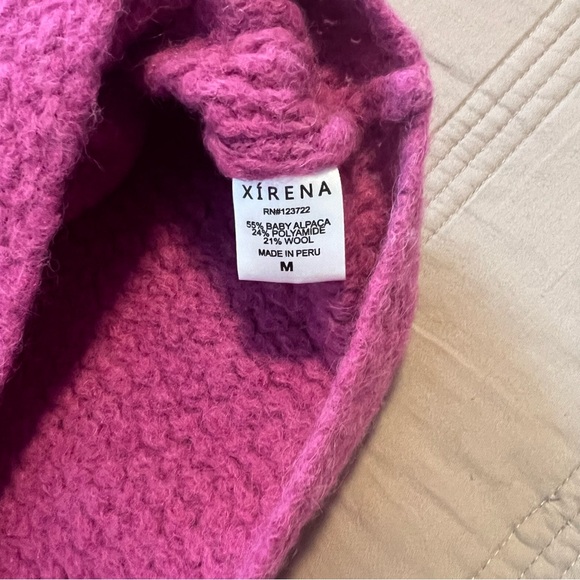 XíRENA
RN#123722
55% BABY ALPACA
24% POLYAMIDE
21% WOOL
MADE IN PERU
M